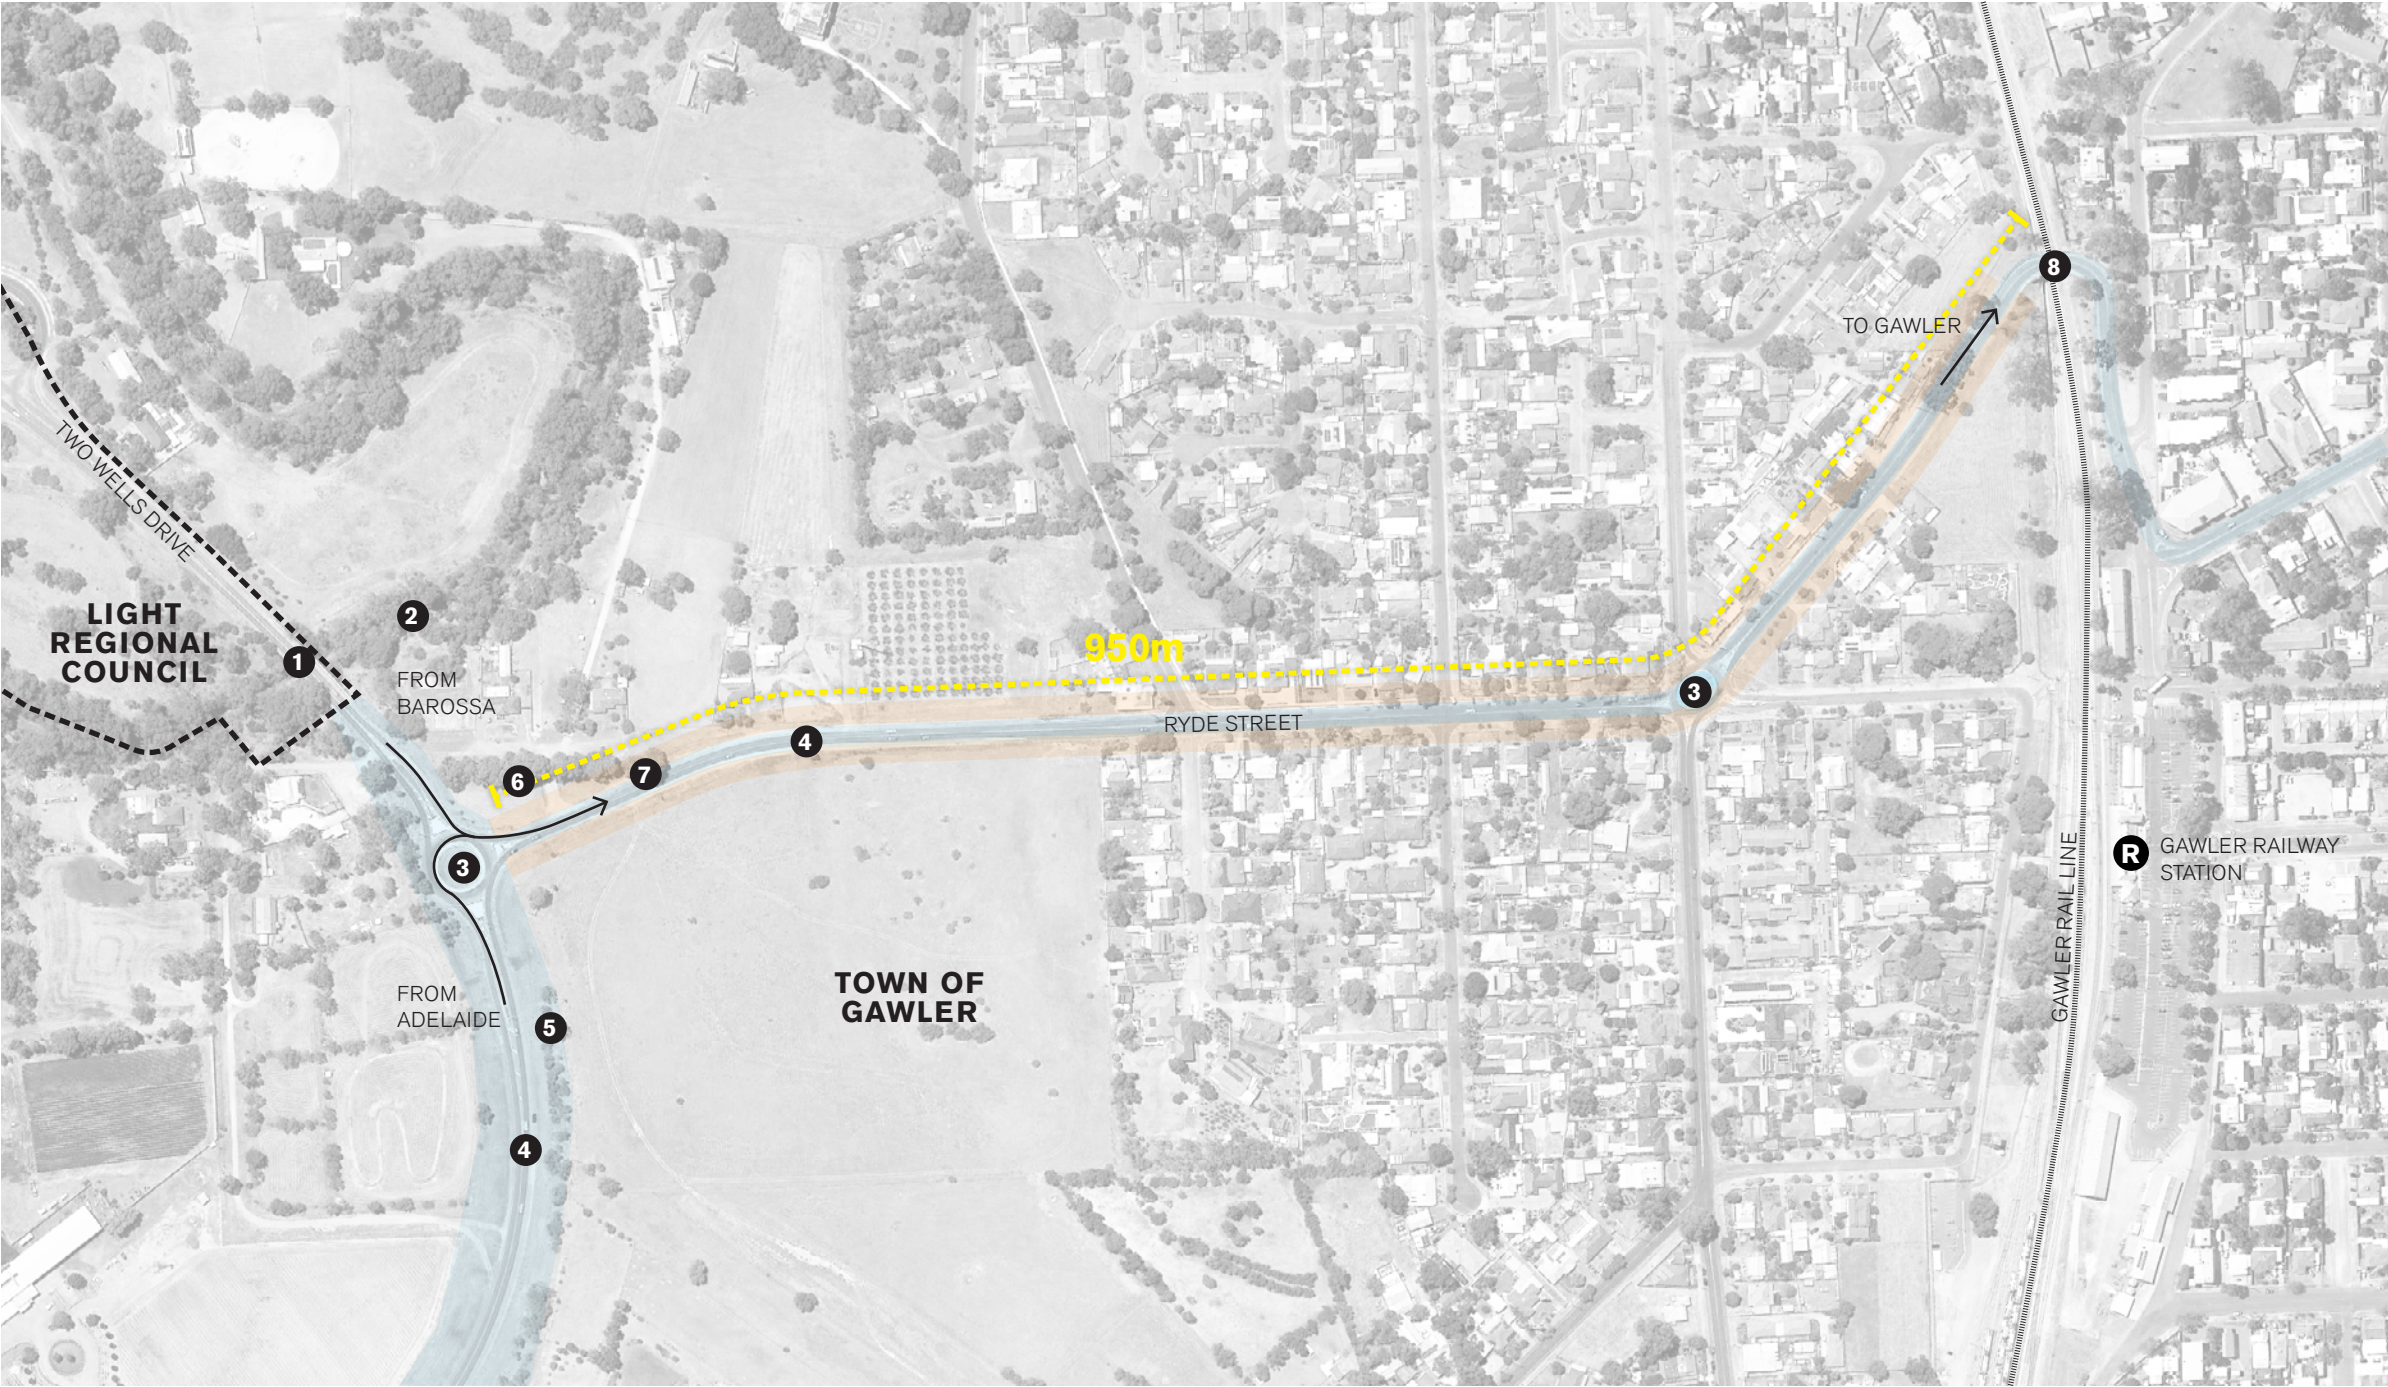 TO GAWLER
8
TWO WELLS DRIVE
LIGHT
REGIONAL
COUNCIL
1
2
FROM
BAROSSA
950m
RYDE STREET
3
4
6
7
3
GAWLER RAIL LINE
R
GAWLER RAILWAY
STATION
TOWN OF
GAWLER
FROM
ADELAIDE
5
4